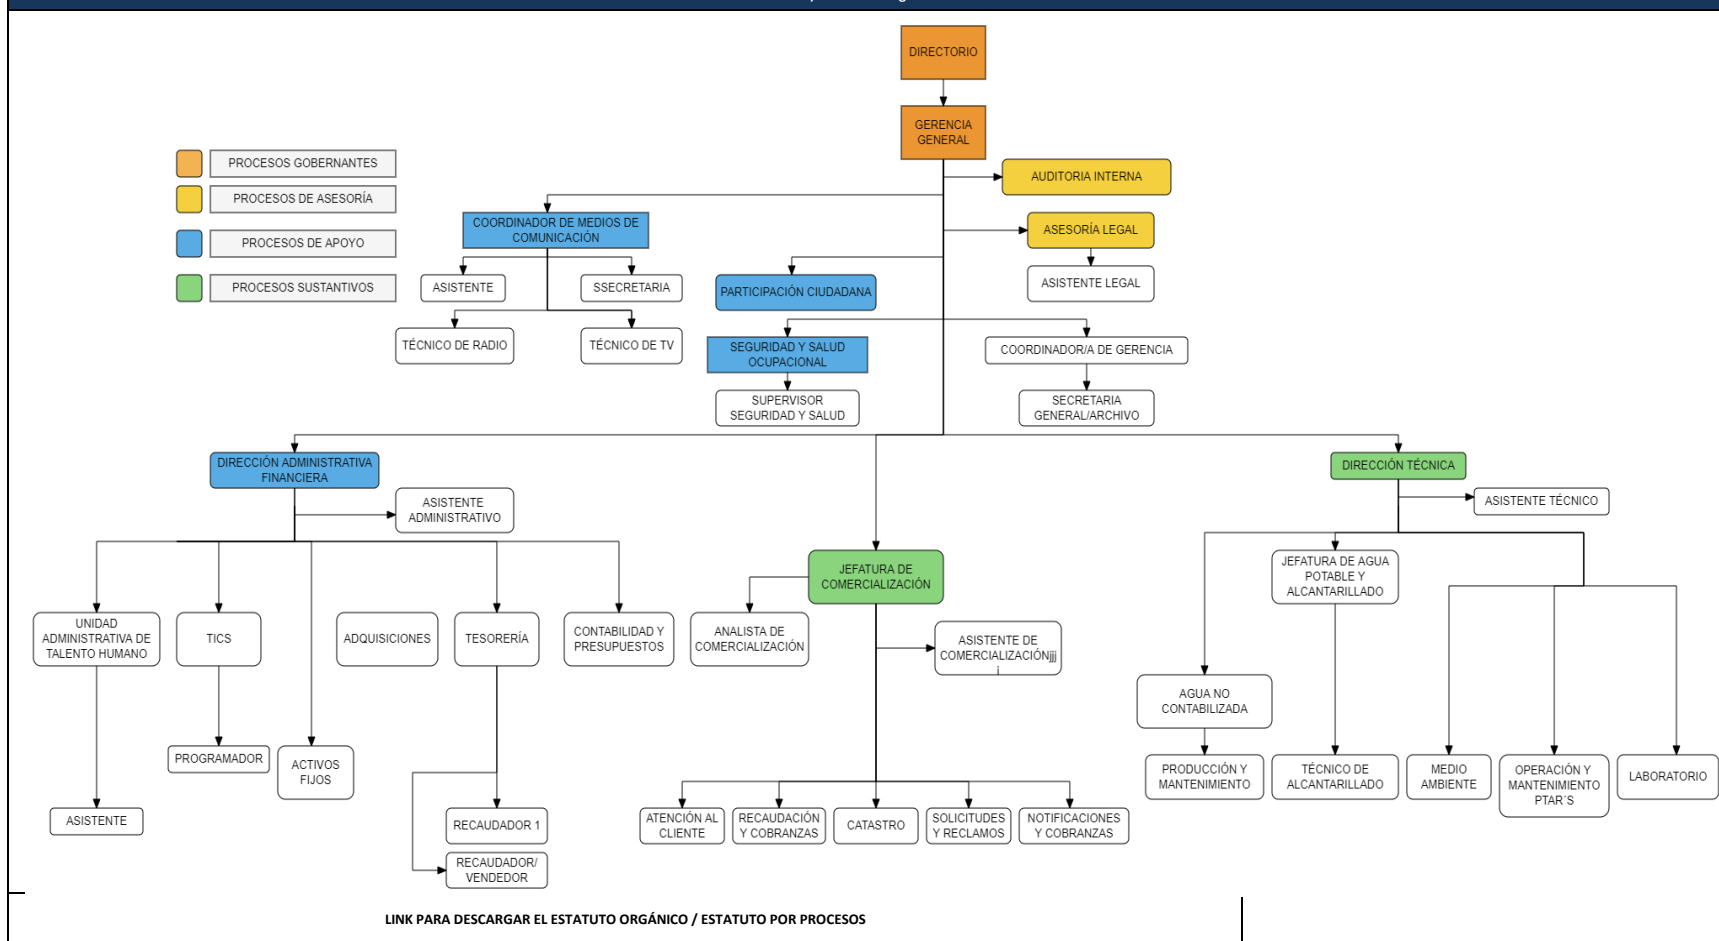 DIRECTORIO
GERENCIA
GENERAL
PROCESOS GOBERNANTES
PROCESOS DE ASESORÍA
PROCESOS DE APOYO
PROCESOS SUSTANTIVOS
AUDITORIA INTERNA
COORDINADOR DE MEDIOS DE
COMUNICACIÓN
ASESORÍA LEGAL
ASISTENTE
SSECRETARIA
PARTICIPACIÓN CIUDADANA
ASISTENTE LEGAL
TÉCNICO DE RADIO
TÉCNICO DE TV
SEGURIDAD Y SALUD
OCUPACIONAL
COORDINADOR/A DE GERENCIA
SUPERVISOR
SEGURIDAD Y SALUD
SECRETARIA
GENERAL/ARCHIVO
DIRECCIÓN ADMINISTRATIVA
FINANCIERA
DIRECCIÓN TÉCNICA
ASISTENTE
ADMINISTRATIVO
ASISTENTE TÉCNICO
JEFATURA DE
COMERCIALIZACIÓN
JEFATURA DE AGUA
POTABLE Y
ALCANTARILLADO
UNIDAD
ADMINISTRATIVA DE
TALENTO HUMANO
TICS
ADQUISICIONES
TESORERÍA
CONTABILIDAD Y
PRESUPUESTOS
ANALISTA DE
COMERCIALIZACIÓN
ASISTENTE DE
COMERCIALIZACIÓNjjj
j
AGUA NO
CONTABILIZADA
PROGRAMADOR
ACTIVOS
FIJOS
PRODUCCIÓN Y
MANTENIMIENTO
TÉCNICO DE
ALCANTARILLADO
MEDIO
AMBIENTE
OPERACIÓN Y
MANTENIMIENTO
PTAR´S
LABORATORIO
ASISTENTE
RECAUDADOR 1
ATENCIÓN AL
CLIENTE
RECAUDACIÓN
Y COBRANZAS
CATASTRO
SOLICITUDES
Y RECLAMOS
NOTIFICACIONES
Y COBRANZAS
RECAUDADOR/
VENDEDOR
LINK PARA DESCARGAR EL ESTATUTO ORGÁNICO / ESTATUTO POR PROCESOS